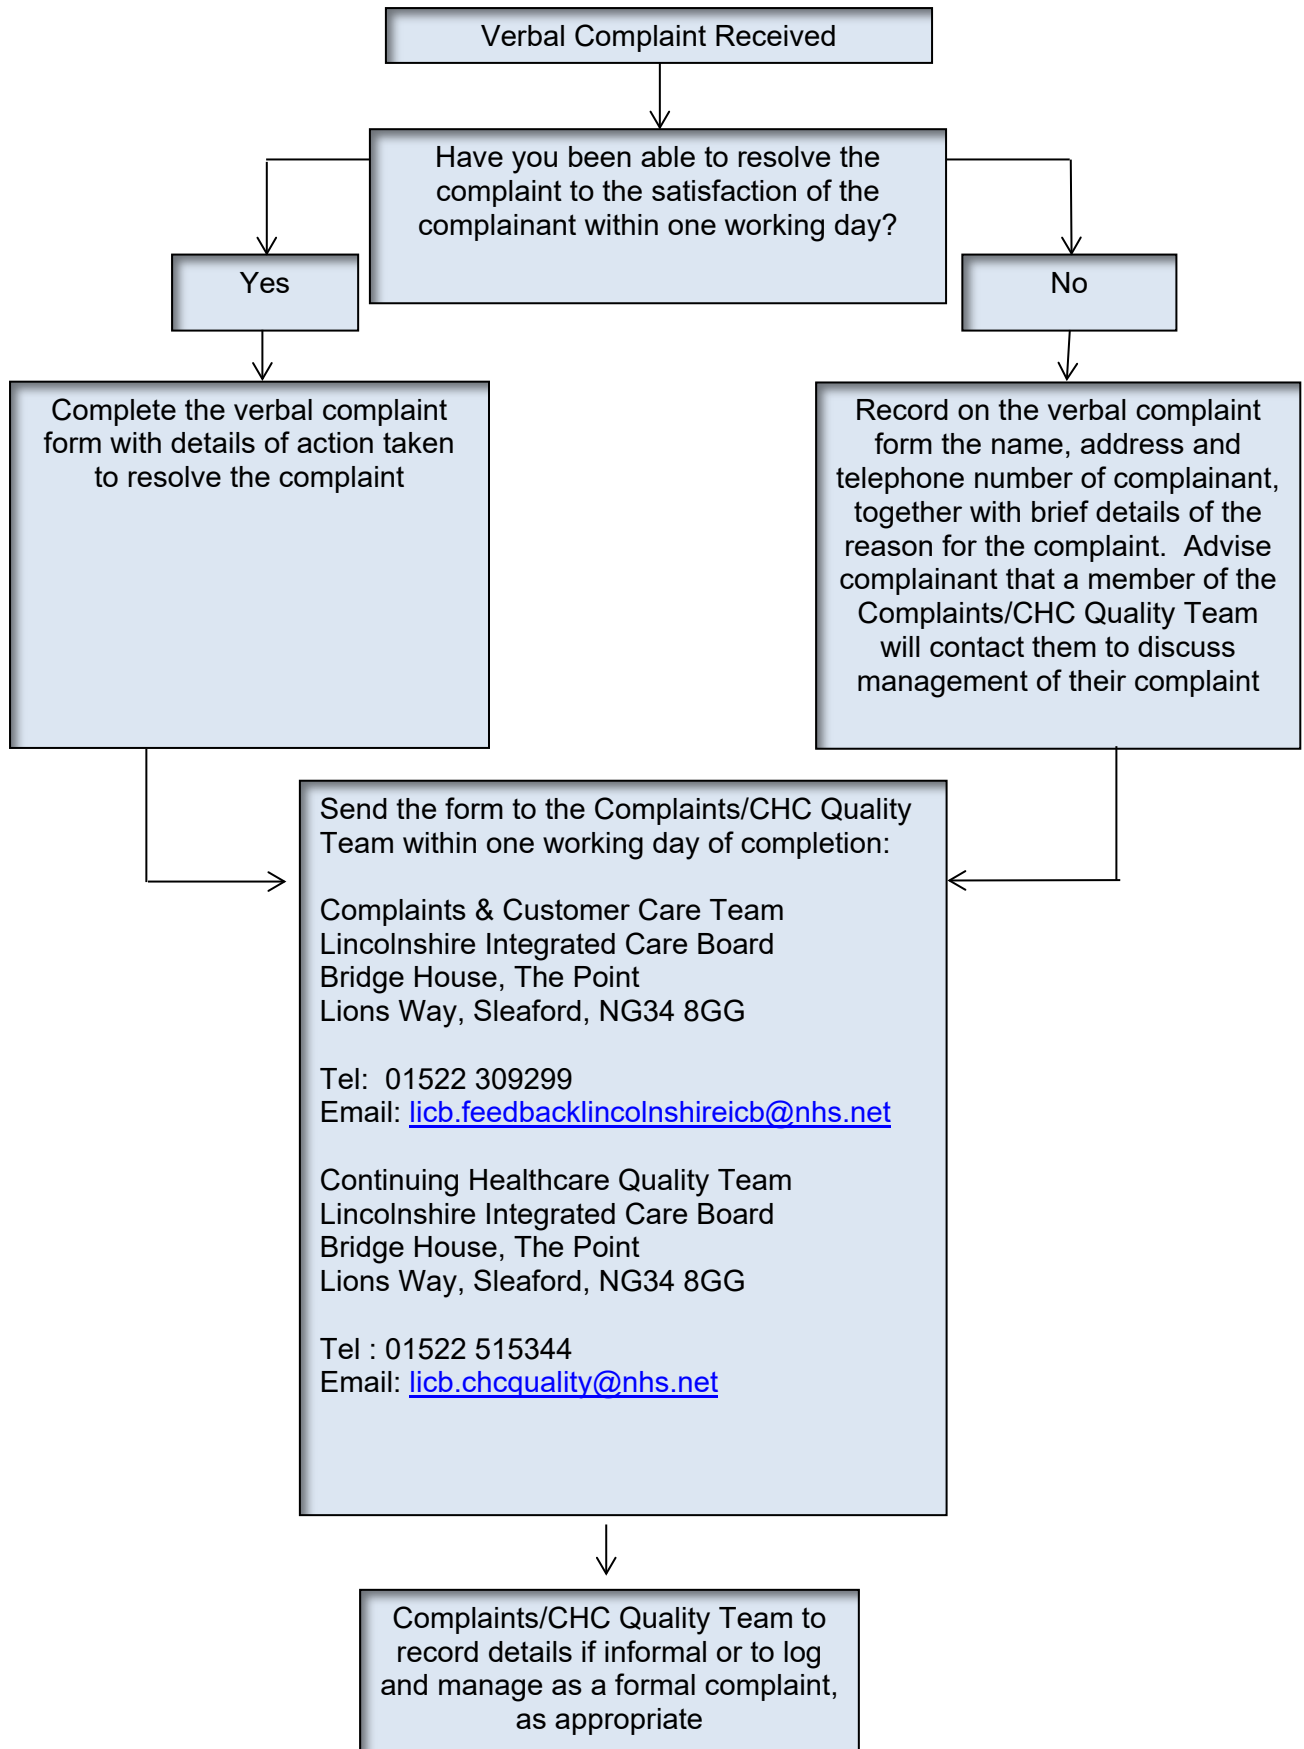 Verbal Complaint Received
Have you been able to resolve the
complaint to the satisfaction of the
complainant within one working day?
Yes
No
Complete the verbal complaint
form with details of action taken
to resolve the complaint
Record on the verbal complaint
form the name, address and
telephone number of complainant,
together with brief details of the
reason for the complaint.  Advise
complainant that a member of the
Complaints/CHC Quality Team
will contact them to discuss
management of their complaint
Send the form to the Complaints/CHC Quality
Team within one working day of completion:
Complaints & Customer Care Team
Lincolnshire Integrated Care Board
Bridge House, The Point
Lions Way, Sleaford, NG34 8GG
Tel:  01522 309299
Email: licb.feedbacklincolnshireicb@nhs.net
Continuing Healthcare Quality Team
Lincolnshire Integrated Care Board
Bridge House, The Point
Lions Way, Sleaford, NG34 8GG
Tel : 01522 515344
Email: licb.chcquality@nhs.net
Complaints/CHC Quality Team to
record details if informal or to log
and manage as a formal complaint,
as appropriate